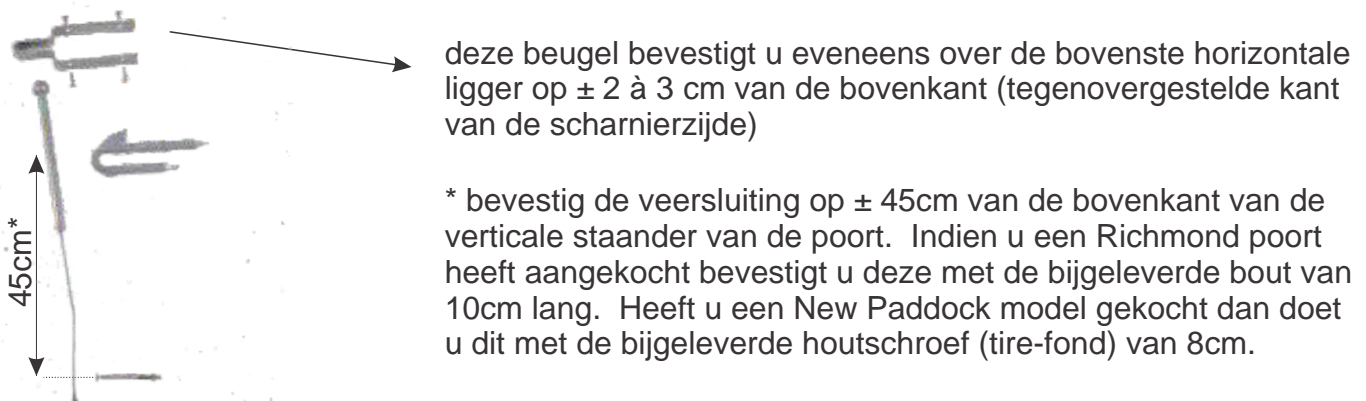 deze beugel bevestigt u eveneens over de bovenste horizontale
ligger op ± 2 à 3 cm van de bovenkant (tegenovergestelde kant
van de scharnierzijde)
* bevestig de veersluiting op ± 45cm van de bovenkant van de
verticale staander van de poort. Indien u een Richmond poort
heeft aangekocht bevestigt u deze met de bijgeleverde bout van
10cm lang. Heeft u een New Paddock model gekocht dan doet
u dit met de bijgeleverde houtschroef (tire-fond) van 8cm.
45cm*